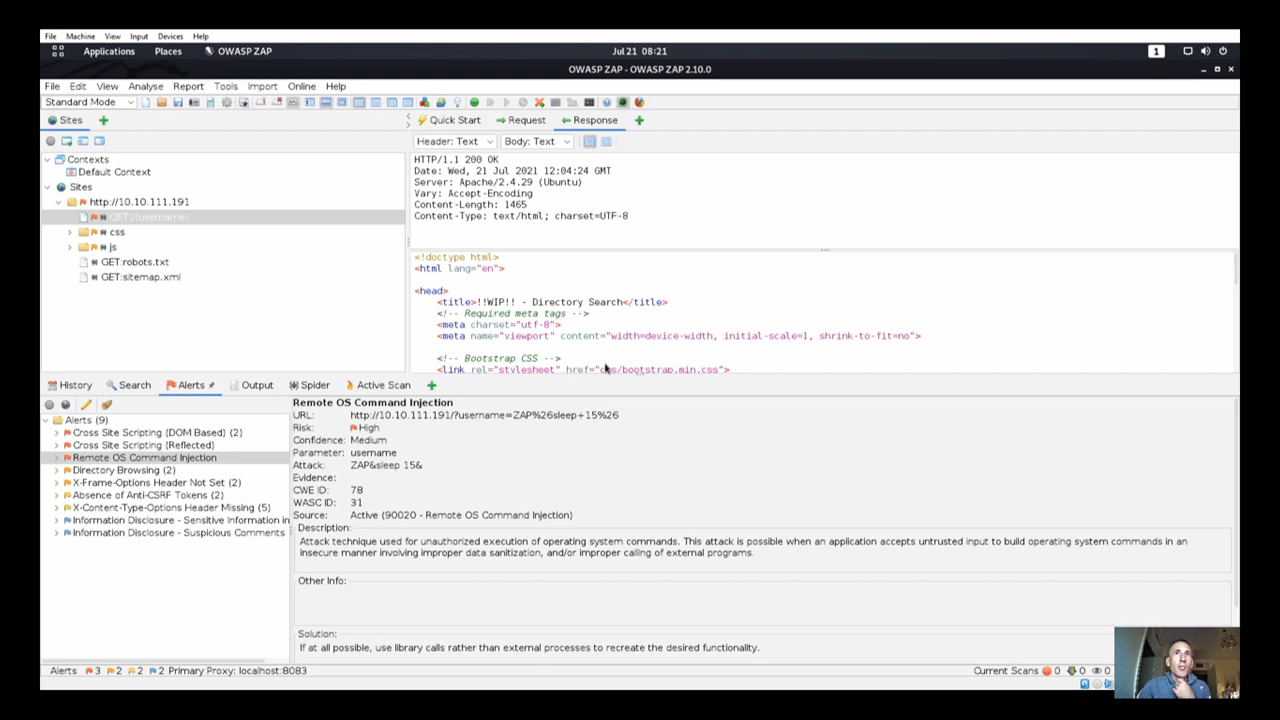 File Machine View Input Devices Help
Applications Places OWASP ZAP Jul 21 08:21 1
OWASP ZAP - OWASP ZAP 2.10.0
File Edit View Analyse Report Tools Import Online Help
Standard Mode
Sites
Quick Start Request Response
Header: Text Body: Text
Contexts
Default Context
Sites
http://10.10.111.191
GET:/(username)
css
js
GET:robots.txt
GET:sitemap.xml
HTTP/1.1 200 OK
Date: Wed, 21 Jul 2021 12:04:24 GMT
Server: Apache/2.4.29 (Ubuntu)
Vary: Accept-Encoding
Content-Length: 1465
Content-Type: text/html; charset=UTF-8
<!doctype html>
<html lang="en">
<head>
<title>!!WIP!! - Directory Search</title>
<!-- Required meta tags -->
<meta charset="utf-8">
<meta name="viewport" content="width=device-width, initial-scale=1, shrink-to-fit=no">
<!-- Bootstrap CSS -->
<link rel="stylesheet" href="css/bootstrap.min.css">
History Search Alerts Output Spider Active Scan
Alerts (9)
Cross Site Scripting (DOM Based) (2)
Cross Site Scripting (Reflected)
Remote OS Command Injection
Directory Browsing (2)
X-Frame-Options Header Not Set (2)
Absence of Anti-CSRF Tokens (2)
X-Content-Type-Options Header Missing (5)
Information Disclosure - Sensitive Information in
Information Disclosure - Suspicious Comments
Remote OS Command Injection
URL: http://10.10.111.191/?username=ZAP%26sleep+15%26
Risk: High
Confidence: Medium
Parameter: username
Attack: ZAP&sleep 15&
Evidence:
CWE ID: 78
WASC ID: 31
Source: Active (90020 - Remote OS Command Injection)
Description:
Attack technique used for unauthorized execution of operating system commands. This attack is possible when an application accepts untrusted input to build operating system commands in an
insecure manner involving improper data sanitization, and/or improper calling of external programs.
Other Info:
Solution:
If at all possible, use library calls rather than external processes to recreate the desired functionality.
Alerts 3 2 2 2 Primary Proxy: localhost:8083 Current Scans 0 0 0